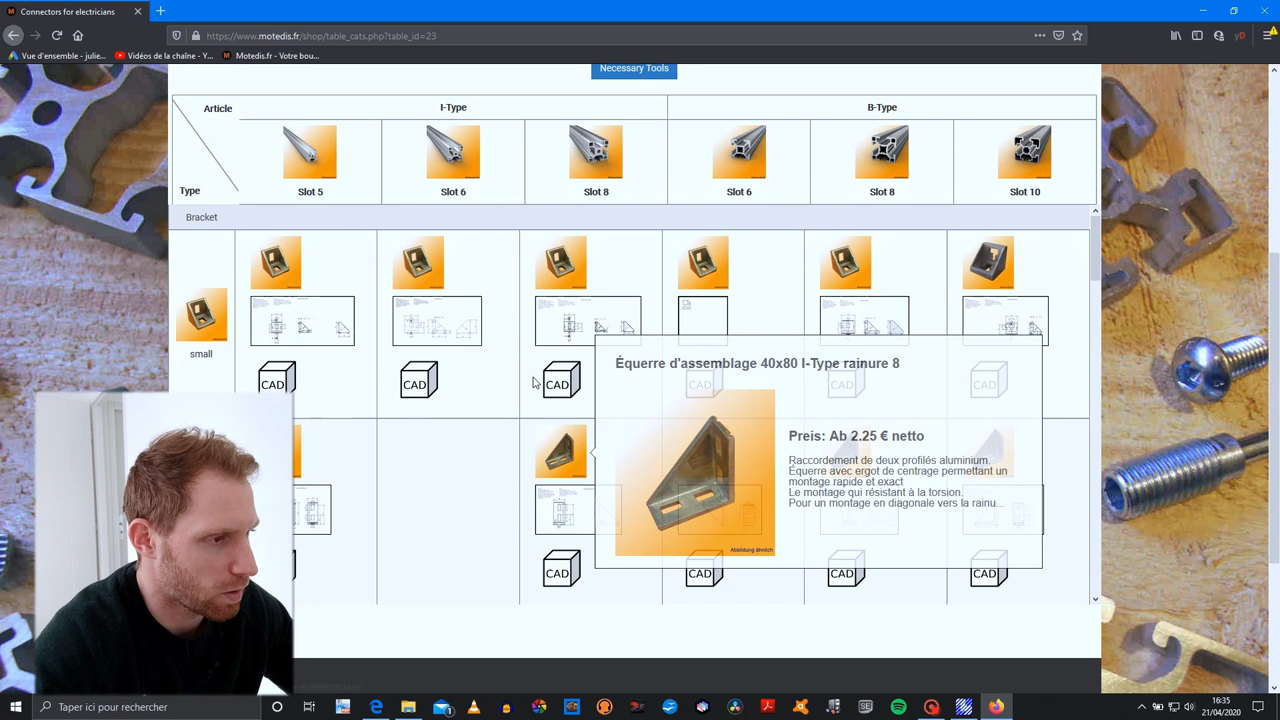 Connectors for electricians
https://www.motedis.fr/shop/table_cats.php?table_id=23
Vue d'ensemble - julie...
Vidéos de la chaîne - Y...
Motedis.fr - Votre bou...
Necessary Tools
Article
I-Type
B-Type
Type
Slot 5
Slot 6
Slot 8
Slot 6
Slot 8
Slot 10
Bracket
small
CAD
CAD
CAD
CAD
CAD
CAD
Équerre d'assemblage 40x80 I-Type rainure 8
Preis: Ab 2.25 € netto
Raccordement de deux profilés aluminium.
Équerre avec ergot de centrage permettant un
montage rapide et exact
Le montage qui résistant à la torsion.
Pour un montage en diagonale vers la rainu...
Abbildung ähnlich
CAD
CAD
CAD
CAD
Taper ici pour rechercher
16:35
21/04/2020